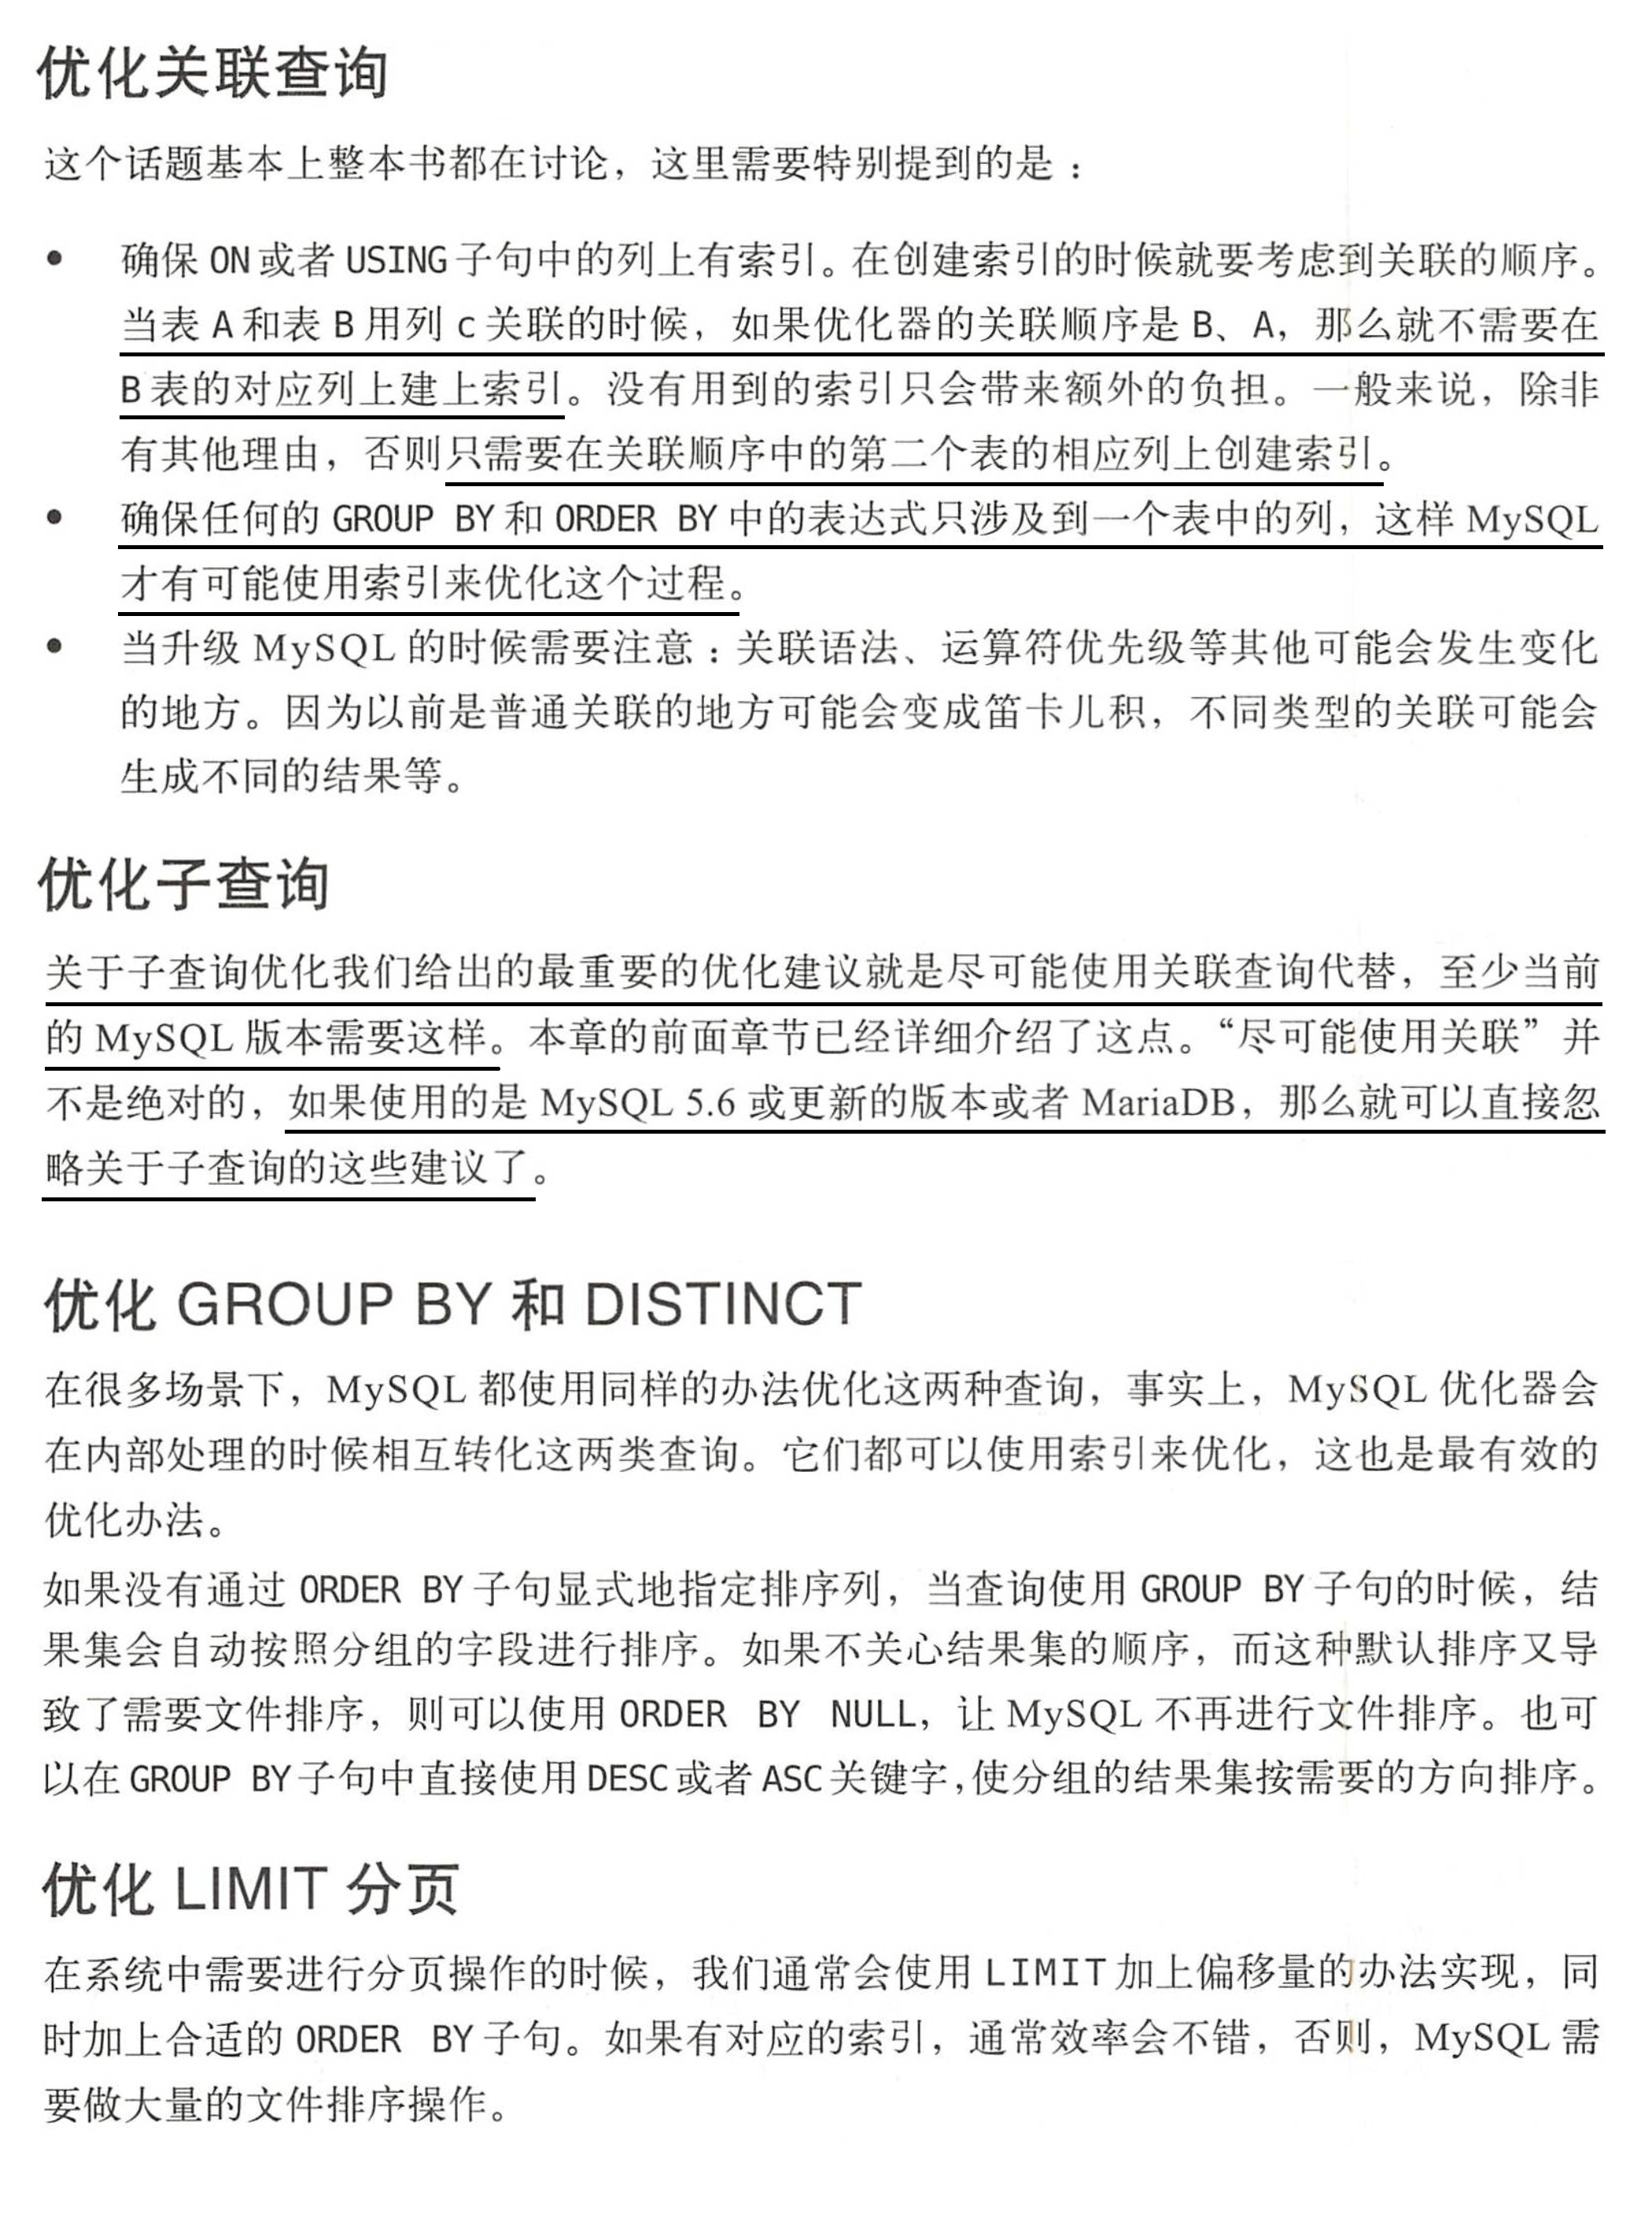 优化关联查询
这个话题基本上整本书都在讨论，这里需要特别提到的是：
• 确保 ON 或者 USING 子句中的列上有索引。在创建索引的时候就要考虑到关联的顺序。
当表 A 和表 B 用列 c 关联的时候，如果优化器的关联顺序是 B、A，那么就不需要在
B 表的对应列上建上索引。没有用到的索引只会带来额外的负担。一般来说，除非
有其他理由，否则只需要在关联顺序中的第二个表的相应列上创建索引。
• 确保任何的 GROUP BY 和 ORDER BY 中的表达式只涉及到一个表中的列，这样 MySQL
才有可能使用索引来优化这个过程。
• 当升级 MySQL 的时候需要注意：关联语法、运算符优先级等其他可能会发生变化
的地方。因为以前是普通关联的地方可能会变成笛卡儿积，不同类型的关联可能会
生成不同的结果等。
优化子查询
关于子查询优化我们给出的最重要的优化建议就是尽可能使用关联查询代替，至少当前
的 MySQL 版本需要这样。本章的前面章节已经详细介绍了这点。“尽可能使用关联”并
不是绝对的，如果使用的是 MySQL 5.6 或更新的版本或者 MariaDB，那么就可以直接忽
略关于子查询的这些建议了。
优化 GROUP BY 和 DISTINCT
在很多场景下，MySQL 都使用同样的办法优化这两种查询，事实上，MySQL 优化器会
在内部处理的时候相互转化这两类查询。它们都可以使用索引来优化，这也是最有效的
优化办法。
如果没有通过 ORDER BY 子句显式地指定排序列，当查询使用 GROUP BY 子句的时候，结
果集会自动按照分组的字段进行排序。如果不关心结果集的顺序，而这种默认排序又导
致了需要文件排序，则可以使用 ORDER BY NULL，让 MySQL 不再进行文件排序。也可
以在 GROUP BY 子句中直接使用 DESC 或者 ASC 关键字，使分组的结果集按需要的方向排序。
优化 LIMIT 分页
在系统中需要进行分页操作的时候，我们通常会使用 LIMIT 加上偏移量的办法实现，同
时加上合适的 ORDER BY 子句。如果有对应的索引，通常效率会不错，否则，MySQL 需
要做大量的文件排序操作。